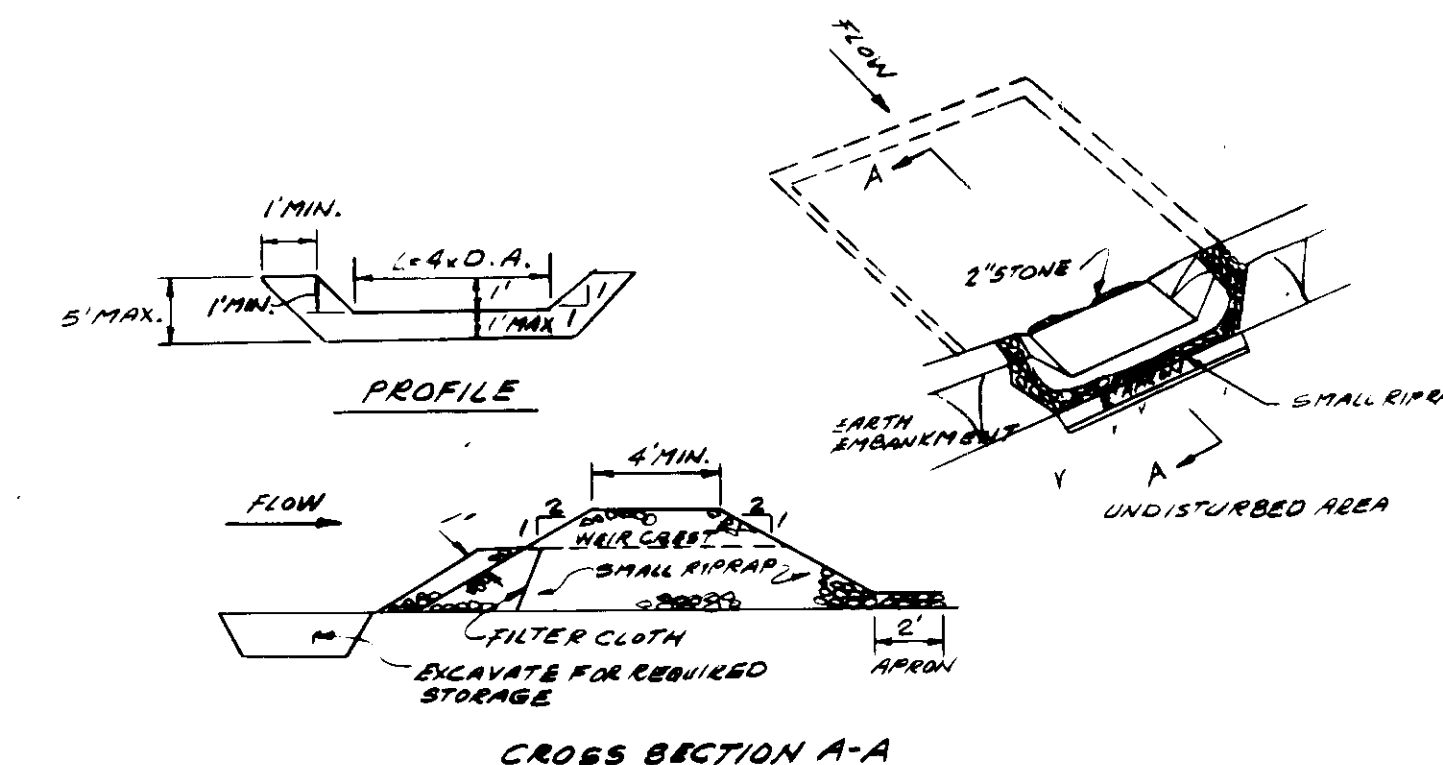 1'MIN.
L=4xD.A.
1'
1
5'MAX.
1'MIN.
1'MAX
1
PROFILE
FLOW
A
2"STONE
EARTH
EMBANKMENT
A
UNDISTURBED AREA
FLOW
4'MIN.
2
1
2
1
WEIR CREST
SMALL RIPRAP
FILTER CLOTH
2'
APRON
EXCAVATE FOR REQUIRED
STORAGE
SMALL RIPRA
CROSS SECTION A-A